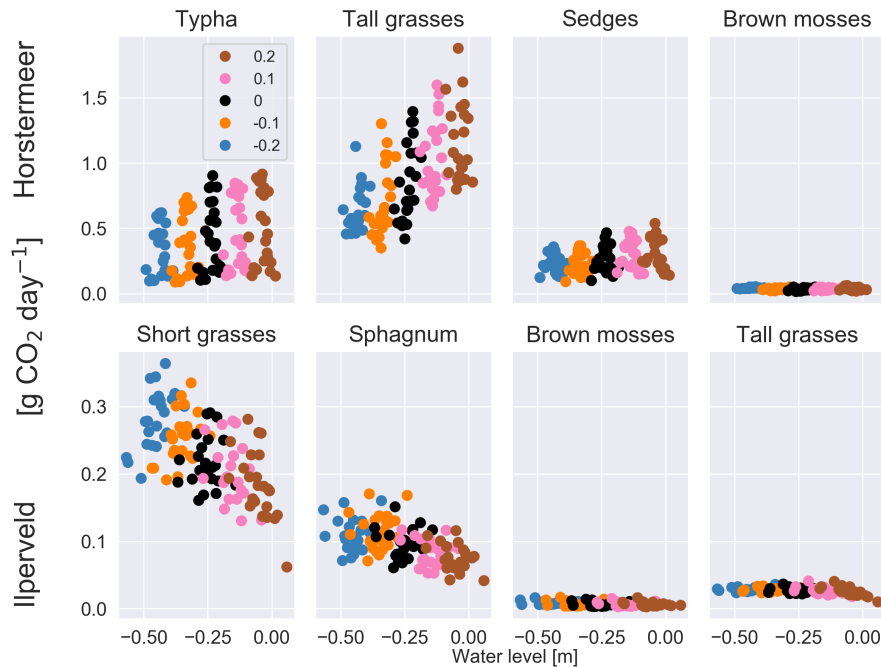 Typha
Tall grasses
Sedges
Brown mosses
Horstermeer
1.5
1.0
0.5
0.0
0.2
0.1
0
-0.1
-0.2
[g CO₂ day⁻¹]
Short grasses
Sphagnum
Brown mosses
Tall grasses
Ilperveld
0.3
0.2
0.1
0.0
−0.50 −0.25 0.00 −0.50 −0.25 0.00 −0.50 −0.25 0.00 −0.50 −0.25 0.00
Water level [m]